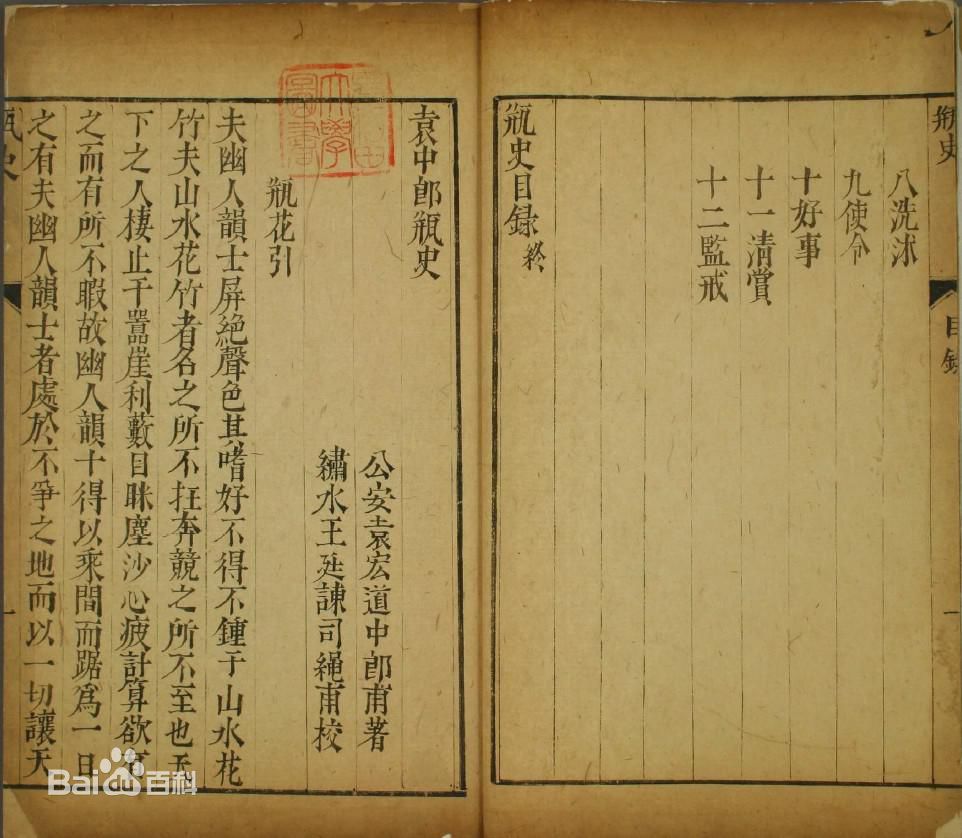 瓶史
目錄
一
八洗沐
九使令
十好事
十一清賞
十二監戒
瓶史目錄終
袁中郎瓶史
公安袁宏道中郎甫著
繡水王廷諫司繩甫校
瓶花引
夫幽人韻士屏絕聲色其嗜好不得不鍾于山水花
竹夫山水花竹者名之所不在奔競之所不至也天
下之人棲止于囂崖利藪目眯塵沙心疲計算欲有
之而有所不暇故幽人韻士得以乘間而踞爲一日
之有夫幽人韻士者處於不爭之地而以一切讓天
瓶史
一
大學
圖書
Bai百科